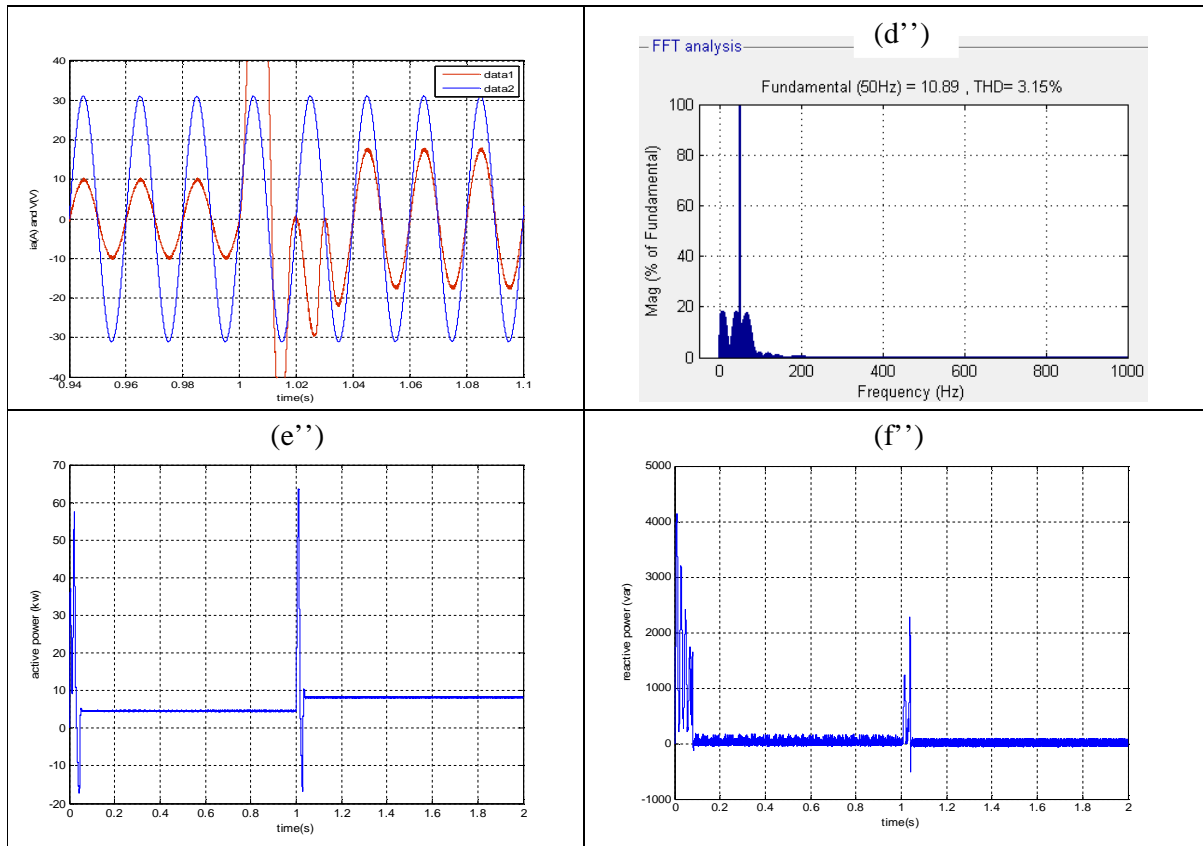 40
30
20
10
0
-10
-20
-30
-40
ia(A) and V(V)
data1
data2
0.94 0.96 0.98 1 1.02 1.04 1.06 1.08 1.1
time(s)
(d’’)
FFT analysis
Fundamental (50Hz) = 10.89 , THD= 3.15%
100
80
60
40
20
0
Mag (% of Fundamental)
0 200 400 600 800 1000
Frequency (Hz)
(e’’)
70
60
50
40
30
20
10
0
-10
-20
active power (kw)
0 0.2 0.4 0.6 0.8 1 1.2 1.4 1.6 1.8 2
time(s)
(f’’)
5000
4000
3000
2000
1000
0
-1000
reactive power (var)
0 0.2 0.4 0.6 0.8 1 1.2 1.4 1.6 1.8 2
time(s)